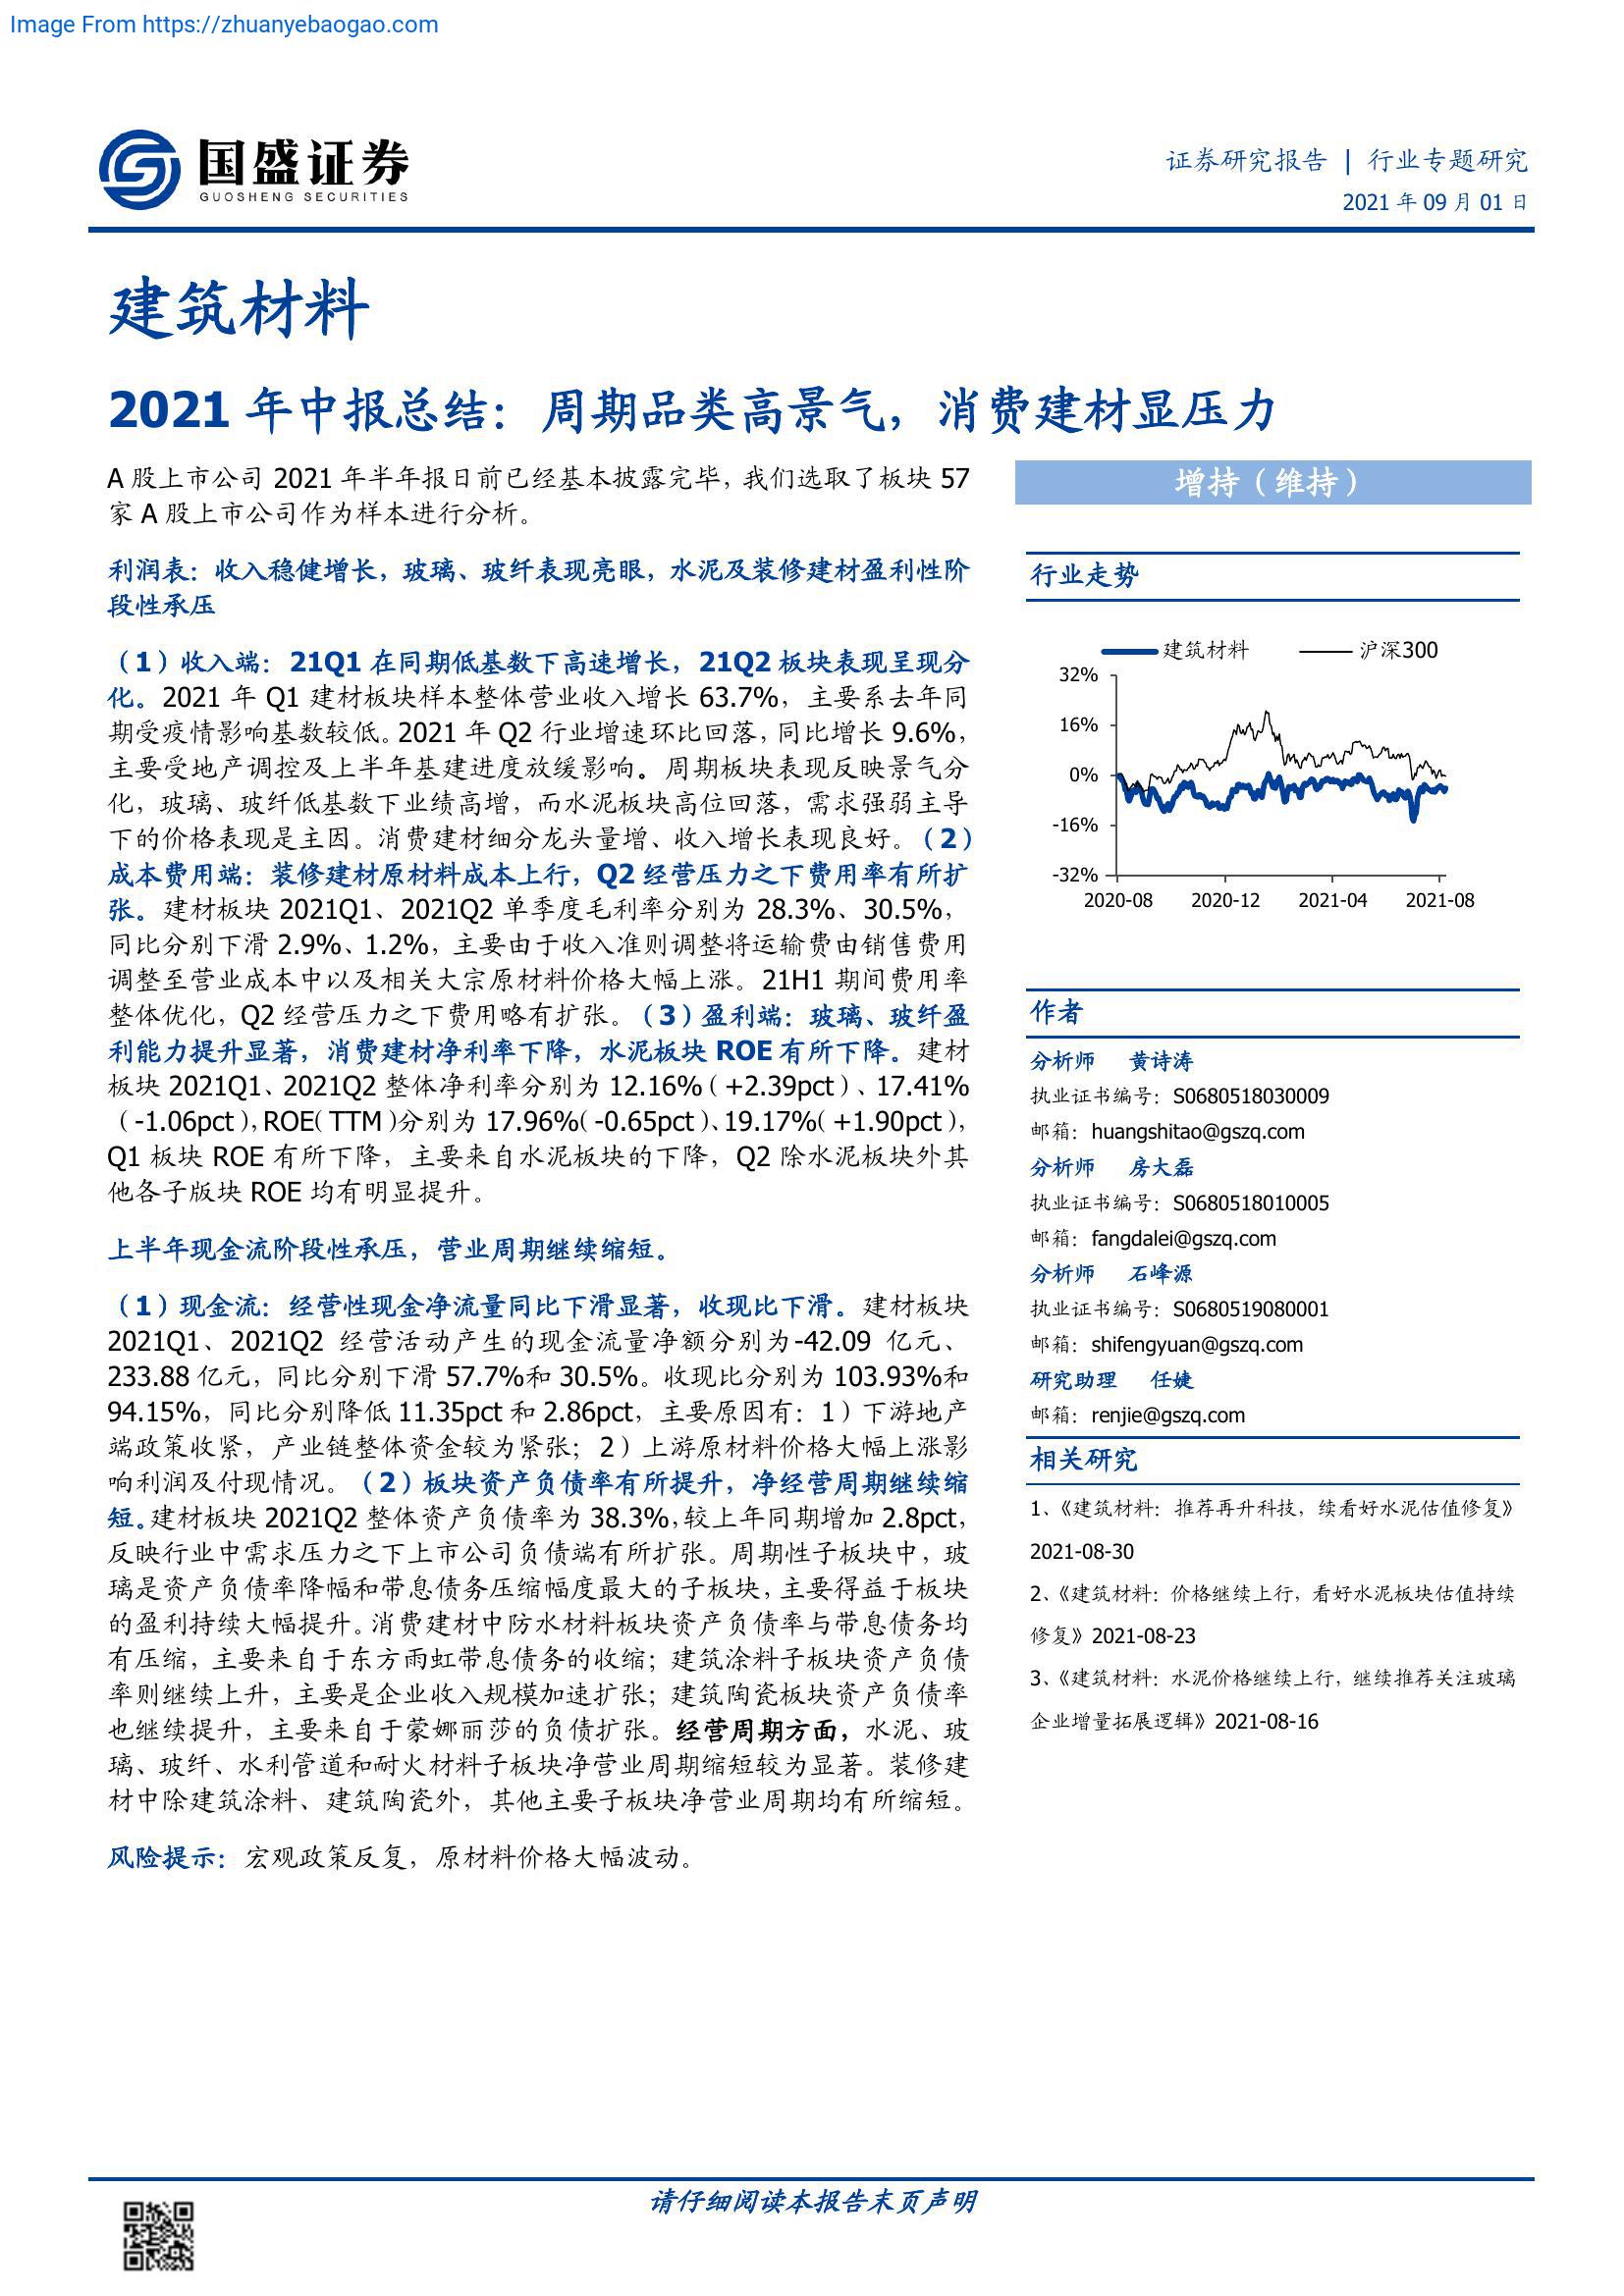 Image From https://zhuanyebaogao.com
国盛证券
GUOSHENG SECURITIES
证券研究报告 | 行业专题研究
2021 年 09 月 01 日
建筑材料
2021 年中报总结：周期品类高景气，消费建材显压力
A 股上市公司 2021 年半年报日前已经基本披露完毕，我们选取了板块 57
家 A 股上市公司作为样本进行分析。
利润表：收入稳健增长，玻璃、玻纤表现亮眼，水泥及装修建材盈利性阶
段性承压
（1）收入端：21Q1 在同期低基数下高速增长，21Q2 板块表现呈现分
化。2021 年 Q1 建材板块样本整体营业收入增长 63.7%，主要系去年同
期受疫情影响基数较低。2021 年 Q2 行业增速环比回落，同比增长 9.6%，
主要受地产调控及上半年基建进度放缓影响。周期板块表现反映景气分
化，玻璃、玻纤低基数下业绩高增，而水泥板块高位回落，需求强弱主导
下的价格表现是主因。消费建材细分龙头量增、收入增长表现良好。（2）
成本费用端：装修建材原材料成本上行，Q2 经营压力之下费用率有所扩
张。建材板块 2021Q1、2021Q2 单季度毛利率分别为 28.3%、30.5%，
同比分别下滑 2.9%、1.2%，主要由于收入准则调整将运输费由销售费用
调整至营业成本中以及相关大宗原材料价格大幅上涨。21H1 期间费用率
整体优化，Q2 经营压力之下费用略有扩张。（3）盈利端：玻璃、玻纤盈
利能力提升显著，消费建材净利率下降，水泥板块 ROE 有所下降。建材
板块 2021Q1、2021Q2 整体净利率分别为 12.16%（+2.39pct）、17.41%
（-1.06pct），ROE（TTM）分别为 17.96%（-0.65pct）、19.17%（+1.90pct），
Q1 板块 ROE 有所下降，主要来自水泥板块的下降，Q2 除水泥板块外其
他各子版块 ROE 均有明显提升。
上半年现金流阶段性承压，营业周期继续缩短。
（1）现金流：经营性现金净流量同比下滑显著，收现比下滑。建材板块
2021Q1、2021Q2 经营活动产生的现金流量净额分别为-42.09 亿元、
233.88 亿元，同比分别下滑 57.7%和 30.5%。收现比分别为 103.93%和
94.15%，同比分别降低 11.35pct 和 2.86pct，主要原因有：1）下游地产
端政策收紧，产业链整体资金较为紧张；2）上游原材料价格大幅上涨影
响利润及付现情况。（2）板块资产负债率有所提升，净经营周期继续缩
短。建材板块 2021Q2 整体资产负债率为 38.3%，较上年同期增加 2.8pct，
反映行业中需求压力之下上市公司负债端有所扩张。周期性子板块中，玻
璃是资产负债率降幅和带息债务压缩幅度最大的子板块，主要得益于板块
的盈利持续大幅提升。消费建材中防水材料板块资产负债率与带息债务均
有压缩，主要来自于东方雨虹带息债务的收缩；建筑涂料子板块资产负债
率则继续上升，主要是企业收入规模加速扩张；建筑陶瓷板块资产负债率
也继续提升，主要来自于蒙娜丽莎的负债扩张。经营周期方面，水泥、玻
璃、玻纤、水利管道和耐火材料子板块净营业周期缩短较为显著。装修建
材中除建筑涂料、建筑陶瓷外，其他主要子板块净营业周期均有所缩短。
风险提示：宏观政策反复，原材料价格大幅波动。
增持（维持）
行业走势
建筑材料 沪深300
32%
16%
0%
-16%
-32%
2020-08 2020-12 2021-04 2021-08
作者
分析师 黄诗涛
执业证书编号：S0680518030009
邮箱：huangshitao@gszq.com
分析师 房大磊
执业证书编号：S0680518010005
邮箱：fangdalei@gszq.com
分析师 石峰源
执业证书编号：S0680519080001
邮箱：shifengyuan@gszq.com
研究助理 任婕
邮箱：renjie@gszq.com
相关研究
1、《建筑材料：推荐再升科技，续看好水泥估值修复》
2021-08-30
2、《建筑材料：价格继续上行，看好水泥板块估值持续
修复》2021-08-23
3、《建筑材料：水泥价格继续上行，继续推荐关注玻璃
企业增量拓展逻辑》2021-08-16
请仔细阅读本报告末页声明